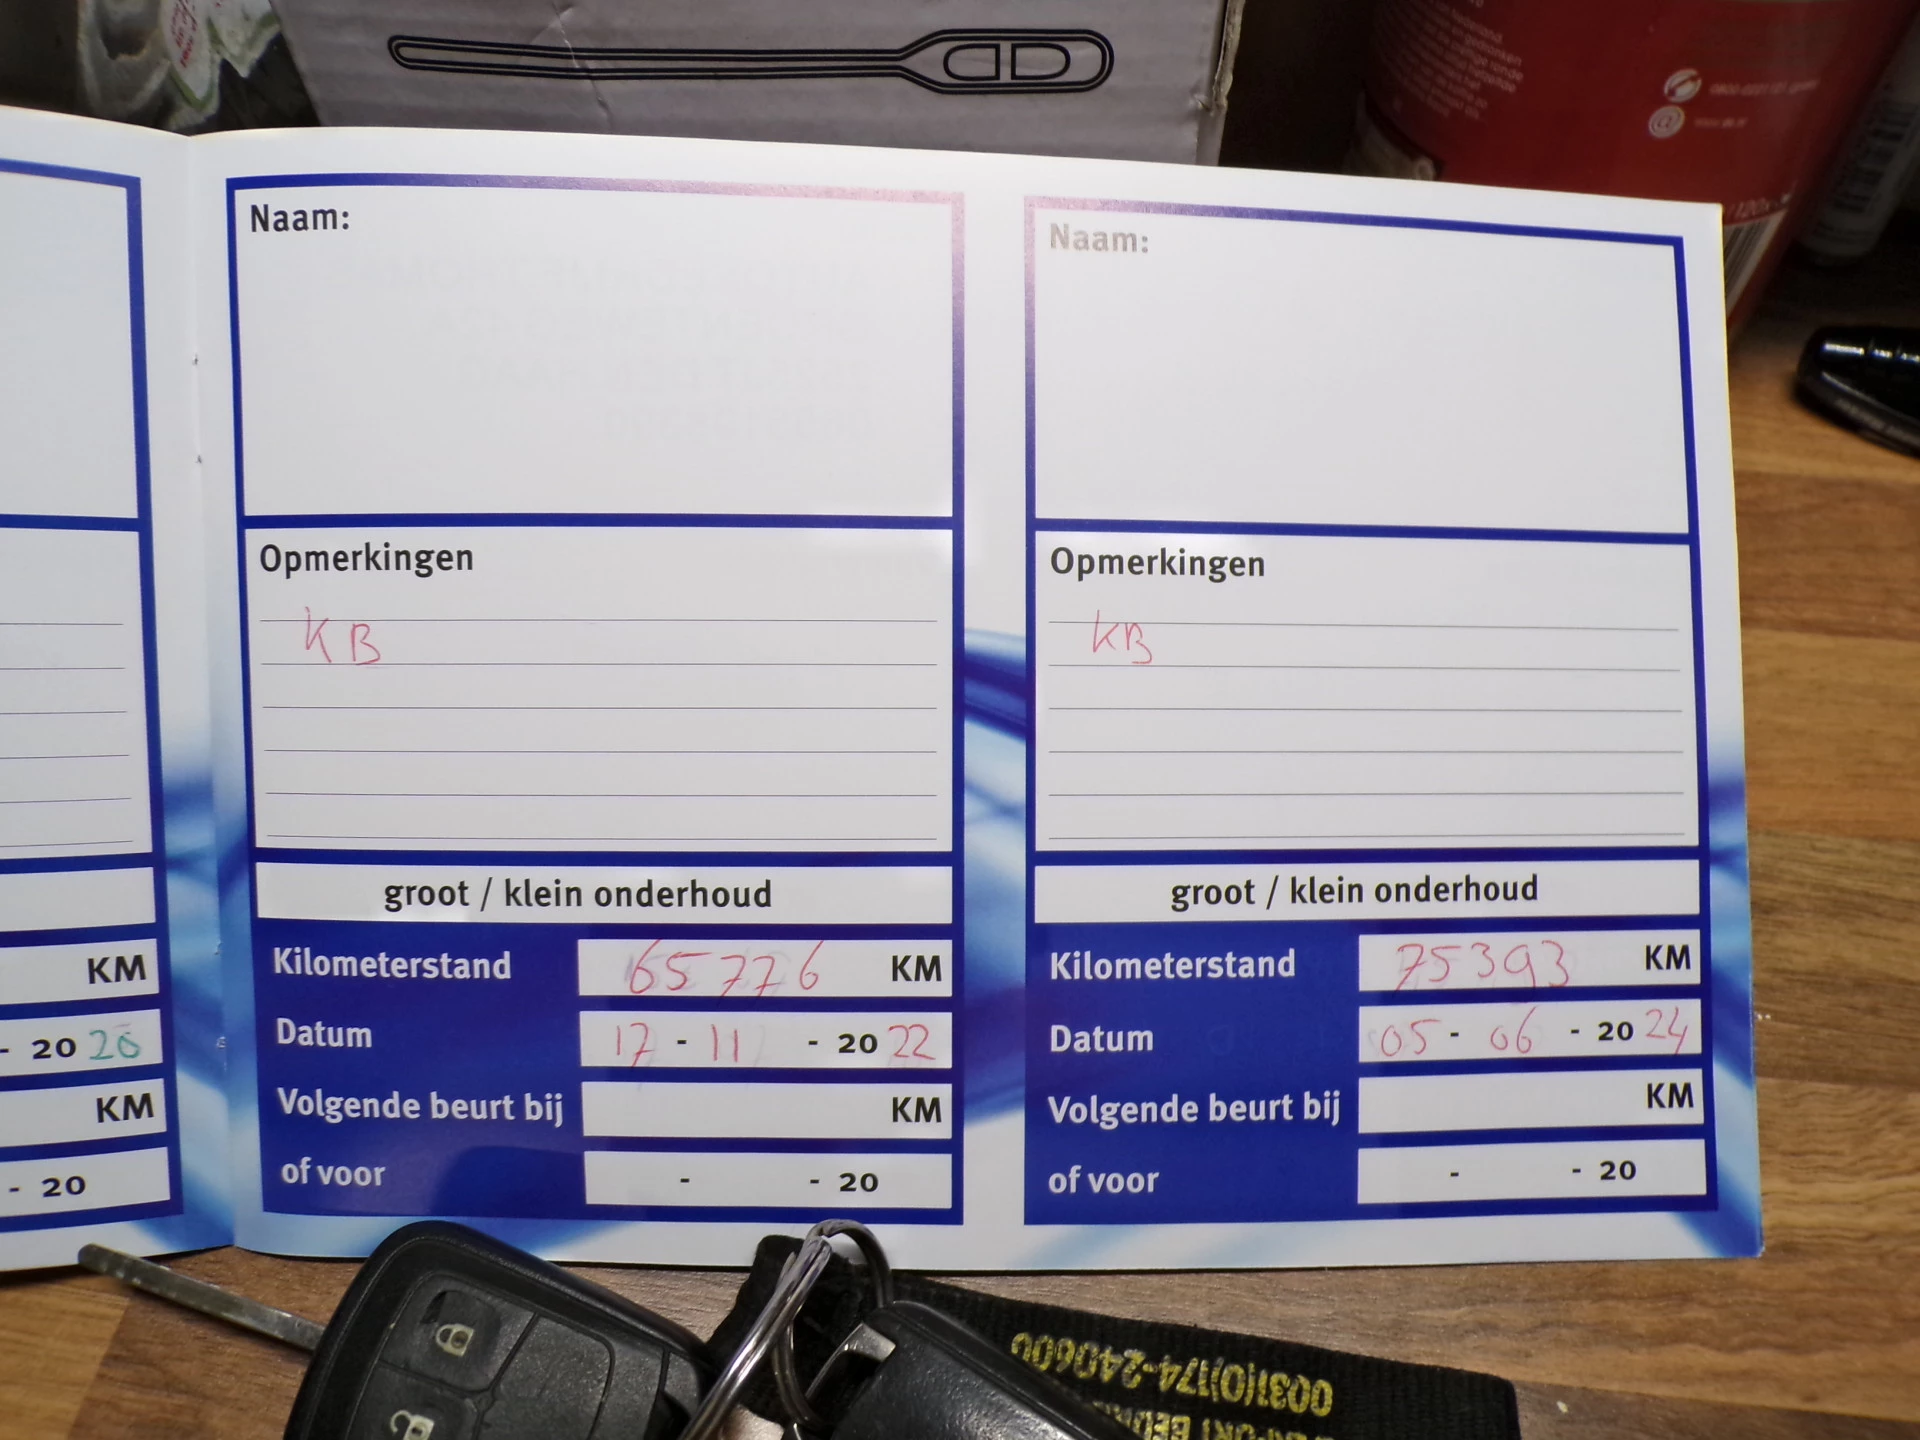 KM
- 20 20
KM
- 20
Naam:
Opmerkingen
KB
groot / klein onderhoud
Kilometerstand 65776 KM
Datum 17 - 11 - 20 22
Volgende beurt bij KM
of voor - - 20
Naam:
Opmerkingen
KB
groot / klein onderhoud
Kilometerstand 75393 KM
Datum 05 - 06 - 20 24
Volgende beurt bij KM
of voor - - 20
0031(0)174-240600